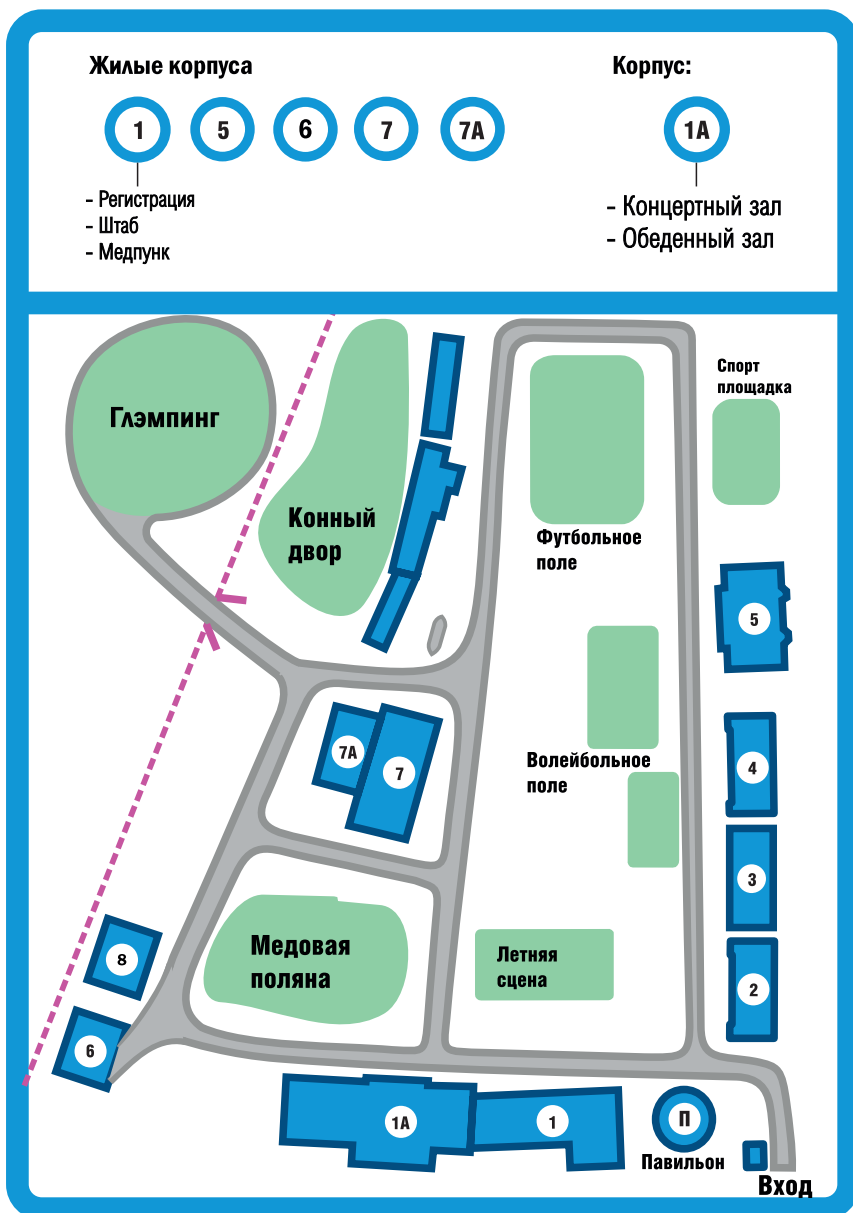 Жилые корпуса
Корпус:
1 5 6 7 7А
1А
- Регистрация
- Штаб
- Медпунк
- Концертный зал
- Обеденный зал
Глэмпинг
Спорт
площадка
Конный
двор
Футбольное
поле
5
7А
7
Волейбольное
поле
4
3
Медовая
поляна
Летняя
сцена
8
2
6
1А
1
П
Павильон
Вход